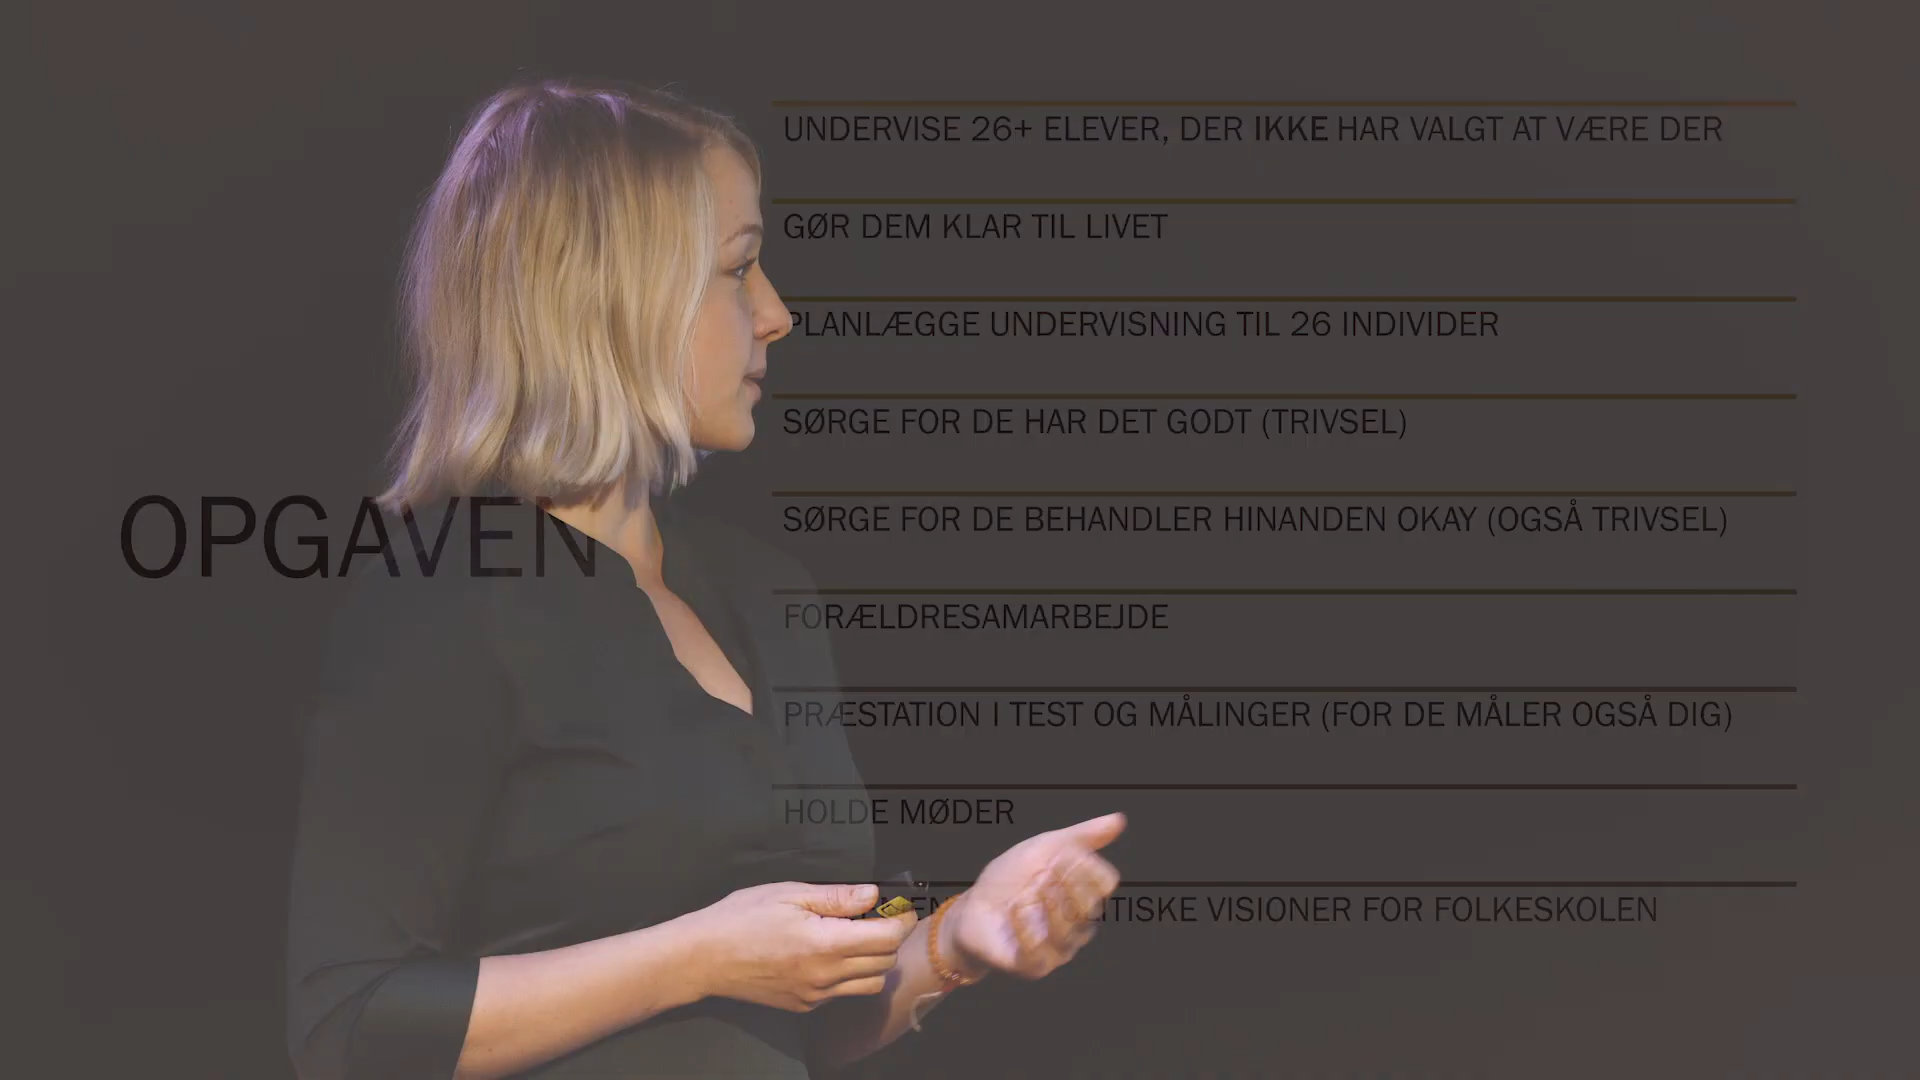 OPGAVEN
UNDERVISE 26+ ELEVER, DER IKKE HAR VALGT AT VÆRE DER
GØR DEM KLAR TIL LIVET
PLANLÆGGE UNDERVISNING TIL 26 INDIVIDER
SØRGE FOR DE HAR DET GODT (TRIVSEL)
SØRGE FOR DE BEHANDLER HINANDEN OKAY (OGSÅ TRIVSEL)
FORÆLDRESAMARBEJDE
PRÆSTATION I TEST OG MÅLINGER (FOR DE MÅLER OGSÅ DIG)
HOLDE MØDER
POLITISKE VISIONER FOR FOLKESKOLEN